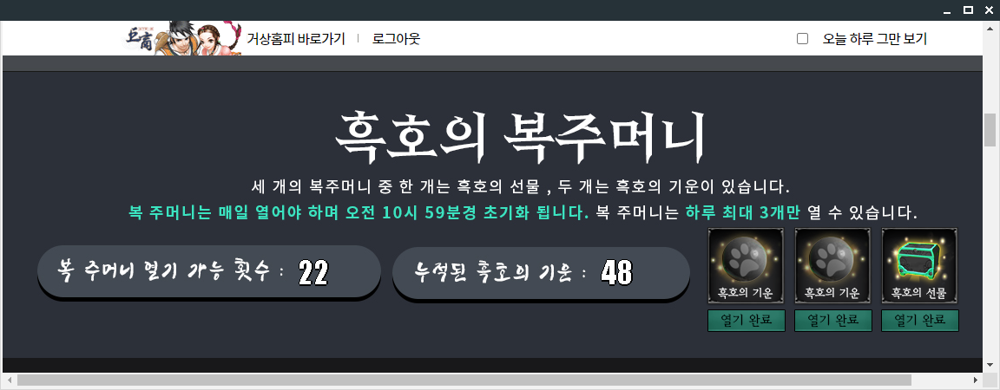 巨商 거상홈피 바로가기 | 로그아웃 오늘 하루 그만 보기
흑호의 복주머니
세 개의 복주머니 중 한 개는 흑호의 선물 , 두 개는 흑호의 기운이 있습니다.
복 주머니는 매일 열어야 하며 오전 10시 59분경 초기화 됩니다. 복 주머니는 하루 최대 3개만 열 수 있습니다.
복 주머니 열기 가능 횟수 : 22 누적된 흑호의 기운 : 48
흑호의 기운 흑호의 기운 흑호의 선물
열기 완료 열기 완료 열기 완료